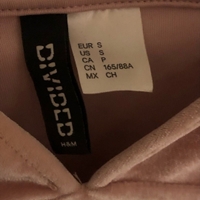 DIVIDED
H&M
EUR S
US S
CA P
CN 165/88A
MX CH